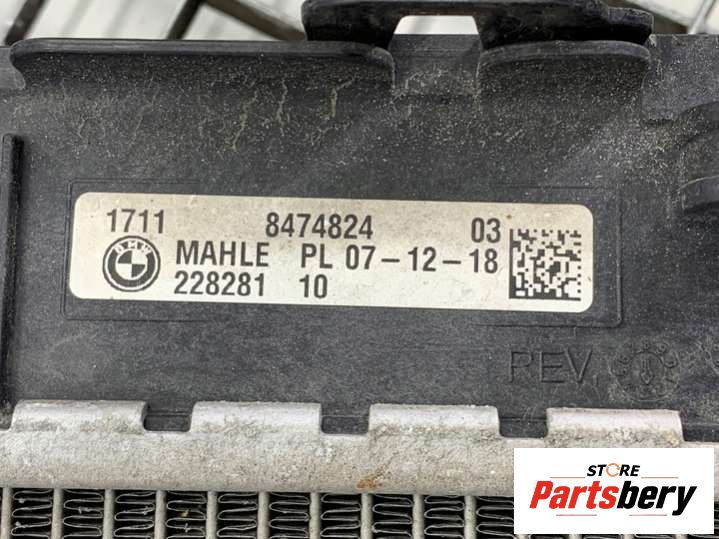 1711 8474824 03
BMW MAHLE PL 07-12-18
228281 10
REV.
STORE
Partsbery